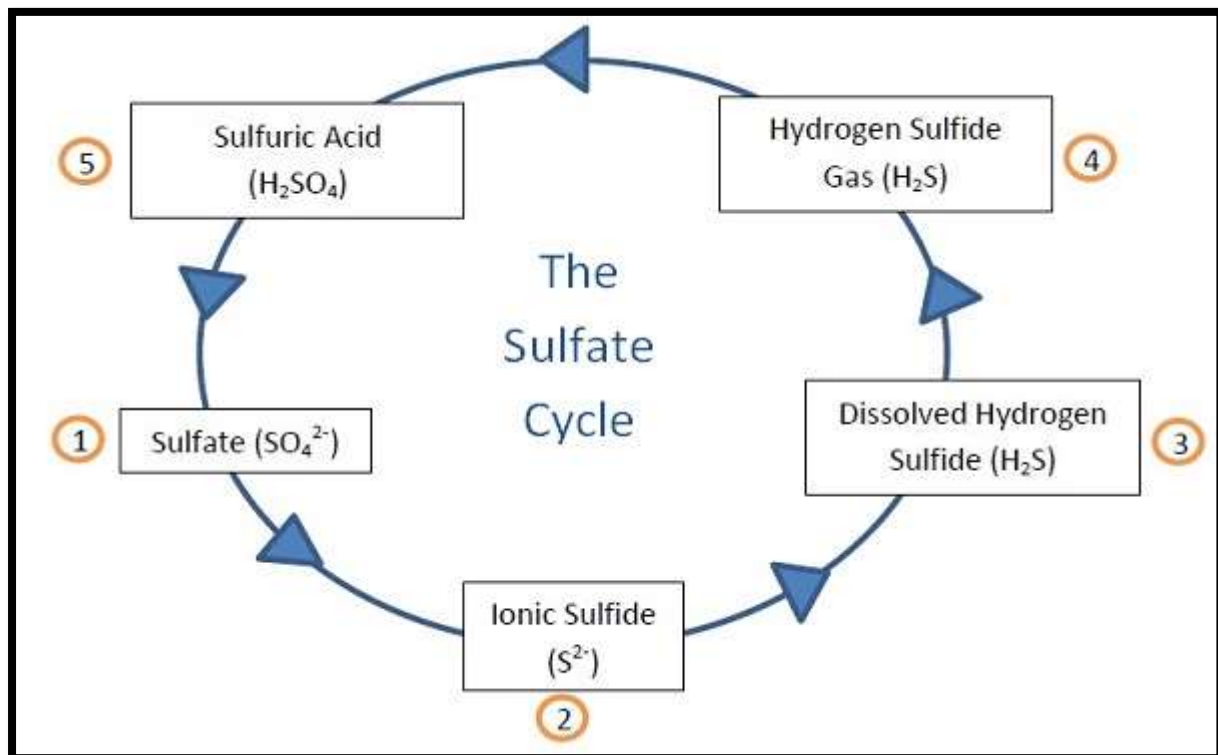 Sulfuric Acid
(H₂SO₄)
5
Hydrogen Sulfide
Gas (H₂S)
4
The
Sulfate
Cycle
1
Sulfate (SO₄²⁻)
Dissolved Hydrogen
Sulfide (H₂S)
3
Ionic Sulfide
(S²⁻)
2